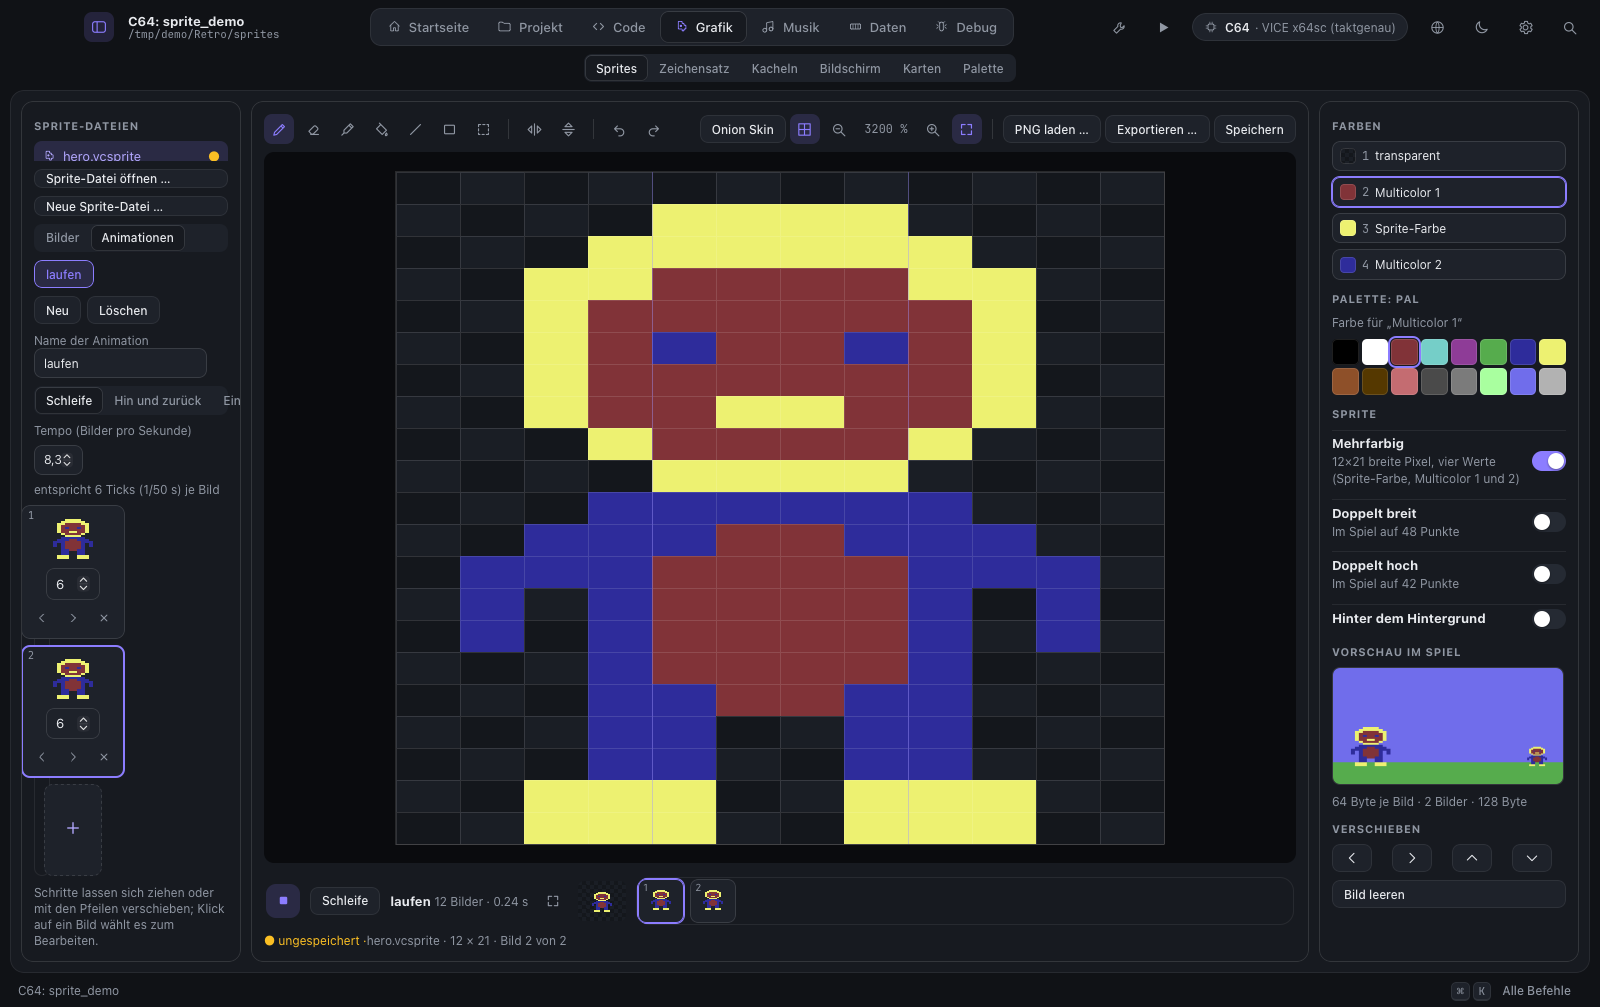 C64: sprite_demo
/tmp/demo/Retro/sprites
Startseite
Projekt
Code
Grafik
Musik
Daten
Debug
C64 · VICE x64sc (taktgenau)
Sprites
Zeichensatz
Kacheln
Bildschirm
Karten
Palette
SPRITE-DATEIEN
hero.vcsprite
Sprite-Datei öffnen ...
Neue Sprite-Datei ...
Bilder
Animationen
laufen
Neu
Löschen
Name der Animation
laufen
Schleife
Hin und zurück
Ein
Tempo (Bilder pro Sekunde)
8,3
entspricht 6 Ticks (1/50 s) je Bild
1
6
2
6
Schritte lassen sich ziehen oder
mit den Pfeilen verschieben; Klick
auf ein Bild wählt es zum
Bearbeiten.
Onion Skin
3200 %
PNG laden ...
Exportieren ...
Speichern
Schleife
laufen 12 Bilder · 0.24 s
1
2
ungespeichert ·hero.vcsprite · 12 × 21 · Bild 2 von 2
FARBEN
1 transparent
2 Multicolor 1
3 Sprite-Farbe
4 Multicolor 2
PALETTE: PAL
Farbe für „Multicolor 1“
SPRITE
Mehrfarbig
12×21 breite Pixel, vier Werte
(Sprite-Farbe, Multicolor 1 und 2)
Doppelt breit
Im Spiel auf 48 Punkte
Doppelt hoch
Im Spiel auf 42 Punkte
Hinter dem Hintergrund
VORSCHAU IM SPIEL
64 Byte je Bild · 2 Bilder · 128 Byte
VERSCHIEBEN
Bild leeren
C64: sprite_demo
⌘ K Alle Befehle